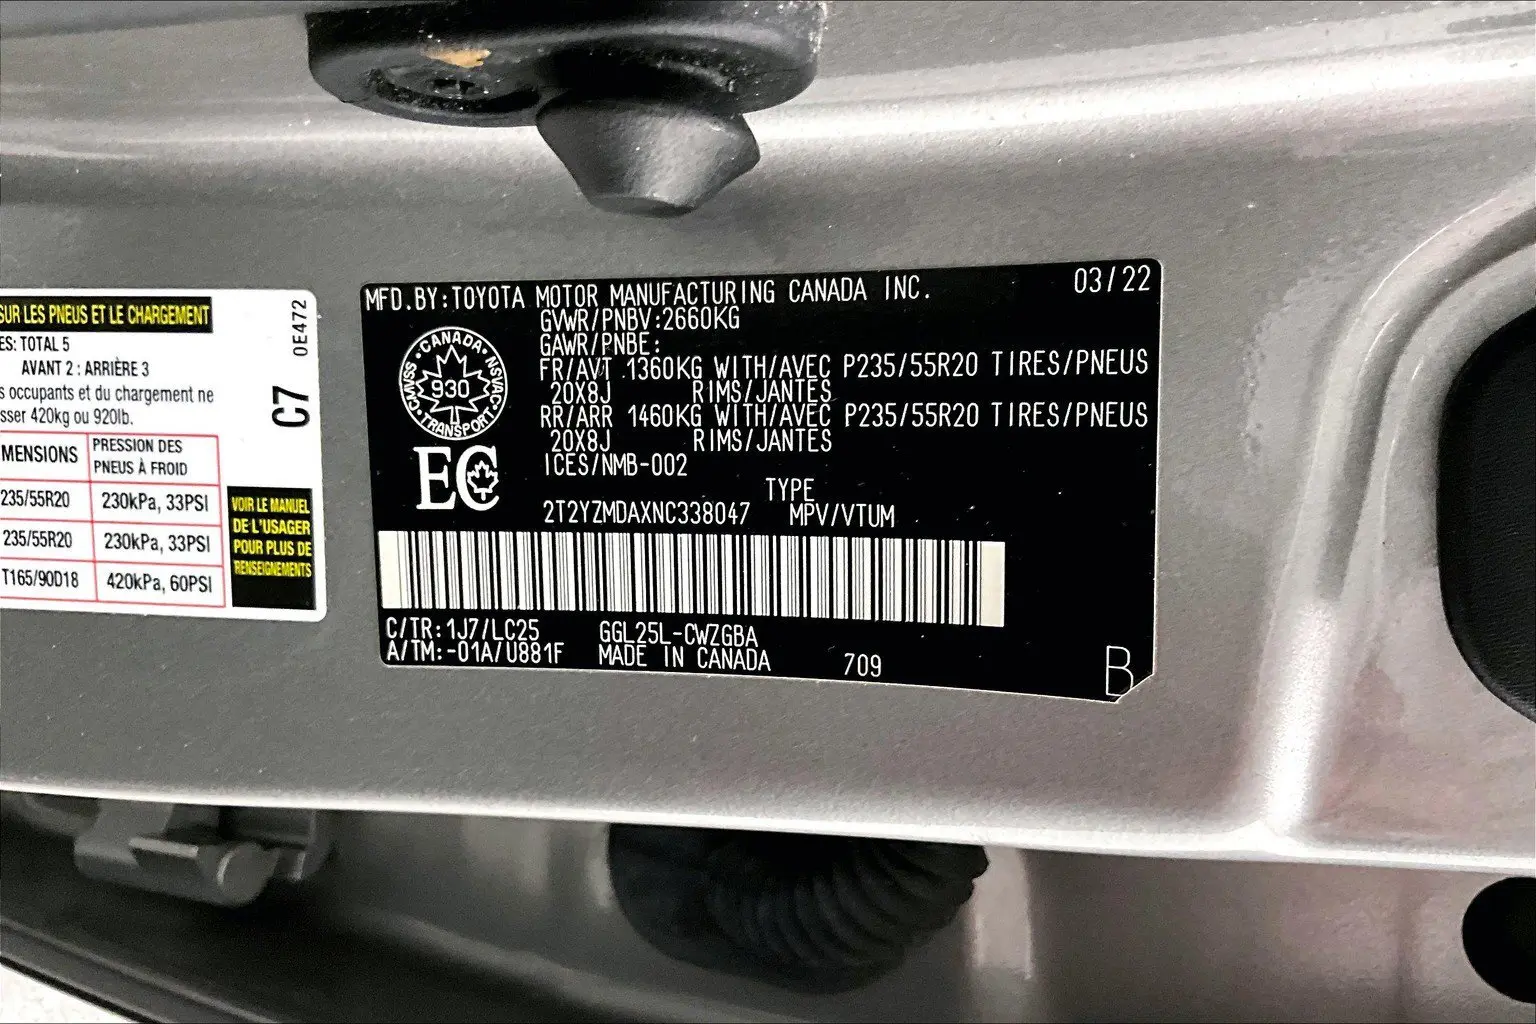 SUR LES PNEUS ET LE CHARGEMENT
ES: TOTAL 5
AVANT 2 : ARRIÈRE 3
s occupants et du chargement ne
sser 420kg ou 920lb.
MENSIONS PRESSION DES
PNEUS À FROID
235/55R20 230kPa, 33PSI
235/55R20 230kPa, 33PSI
T165/90D18 420kPa, 60PSI
0E472
C7
VOIR LE MANUEL
DE L'USAGER
POUR PLUS DE
RENSEIGNEMENTS
MFD.BY:TOYOTA MOTOR MANUFACTURING CANADA INC. 03/22
GVWR/PNBV:2660KG
GAWR/PNBE:
FR/AVT 1360KG WITH/AVEC P235/55R20 TIRES/PNEUS
20X8J RIMS/JANTES
RR/ARR 1460KG WITH/AVEC P235/55R20 TIRES/PNEUS
20X8J RIMS/JANTES
ICES/NMB-002
CANADA
CMVSS 930 NSVAC
TRANSPORT
EC
TYPE
2T2YZMDAXNC338047 MPV/VTUM
C/TR:1J7/LC25 GGL25L-CWZGBA
A/TM:-01A/U881F MADE IN CANADA 709
B